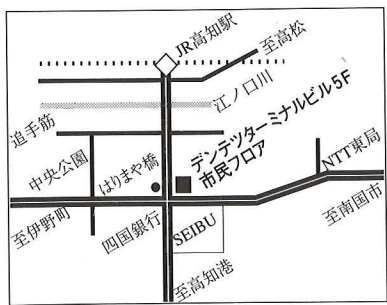 JR高知駅
至高松
江ノ口川
追手筋
デンテツターミナルビル5F
市民フロア
中央公園
はりまや橋
NTT東局
至伊野町
四国銀行
SEIBU
至南国市
至高知港